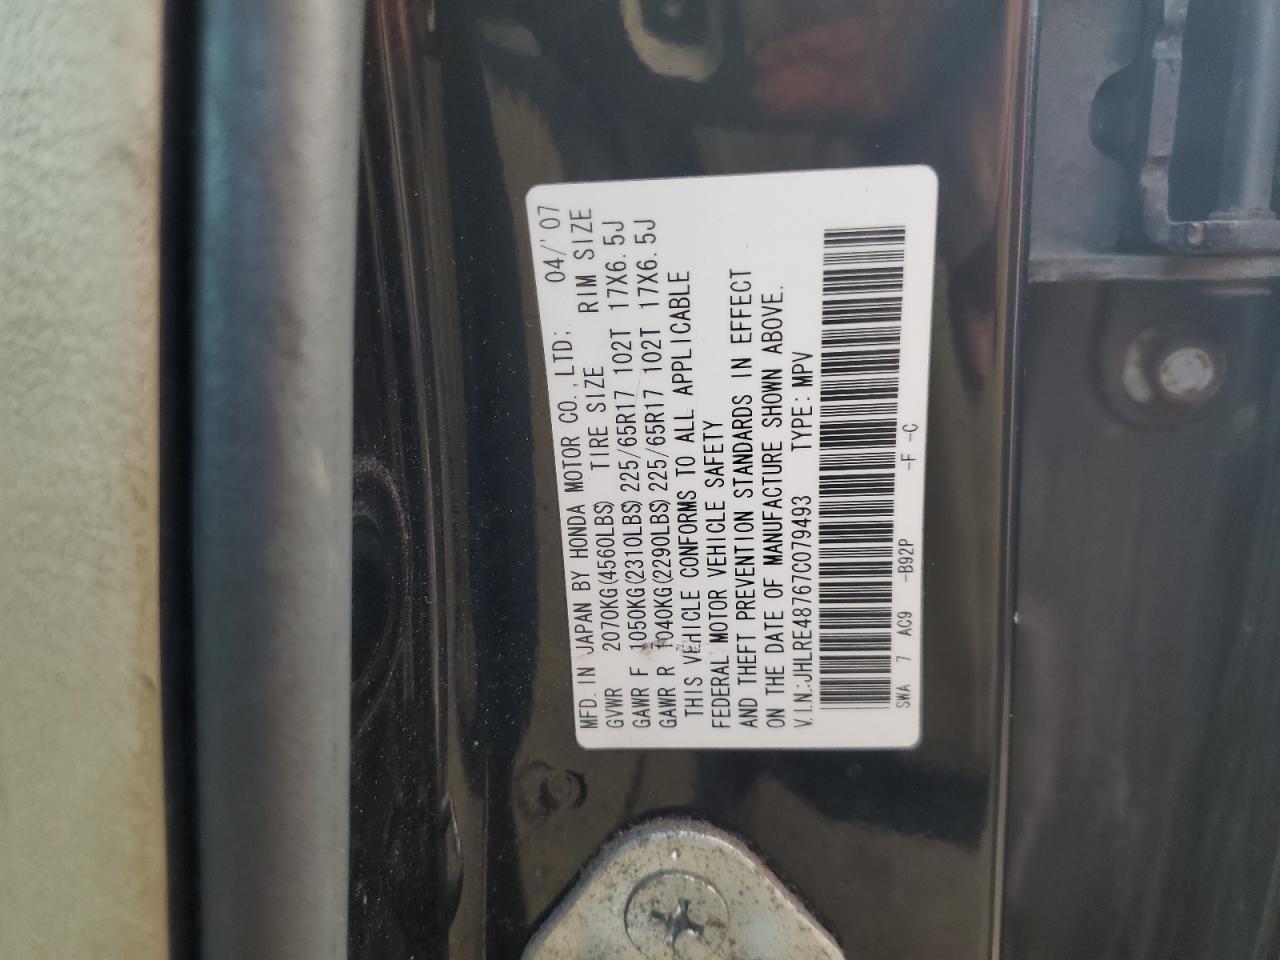 MFD. IN JAPAN BY HONDA MOTOR CO., LTD. 04/'07
GVWR 2070KG(4560LBS) TIRE SIZE RIM SIZE
GAWR F 1050KG(2310LBS) 225/65R17 102T 17X6.5J
GAWR R 1040KG(2290LBS) 225/65R17 102T 17X6.5J
THIS VEHICLE CONFORMS TO ALL APPLICABLE
FEDERAL MOTOR VEHICLE SAFETY
AND THEFT PREVENTION STANDARDS IN EFFECT
ON THE DATE OF MANUFACTURE SHOWN ABOVE.
V.I.N.:JHLRE48767C079493 TYPE:MPV
SWA 7 AC9 -B92P -F -C